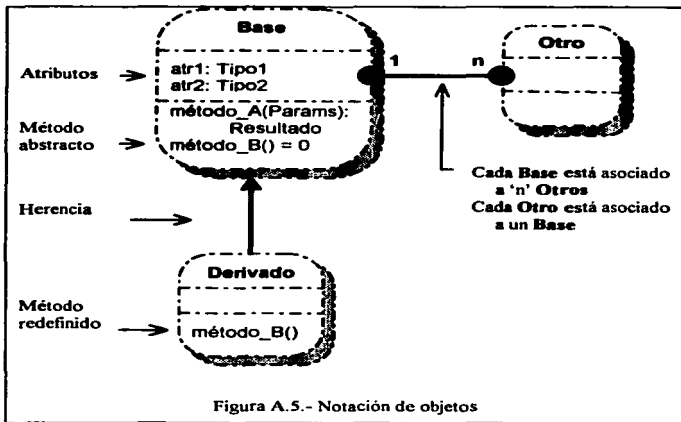 Base
1
n
Otro
Atributos
atr1: Tipo1
atr2: Tipo2
Método
abstracto
método_A(Params):
Resultado
método_B() = 0
Cada Base está asociado
a 'n' Otros
Cada Otro está asociado
a un Base
Herencia
Derivado
Método
redefinido
método_B()
Figura A.5.- Notación de objetos